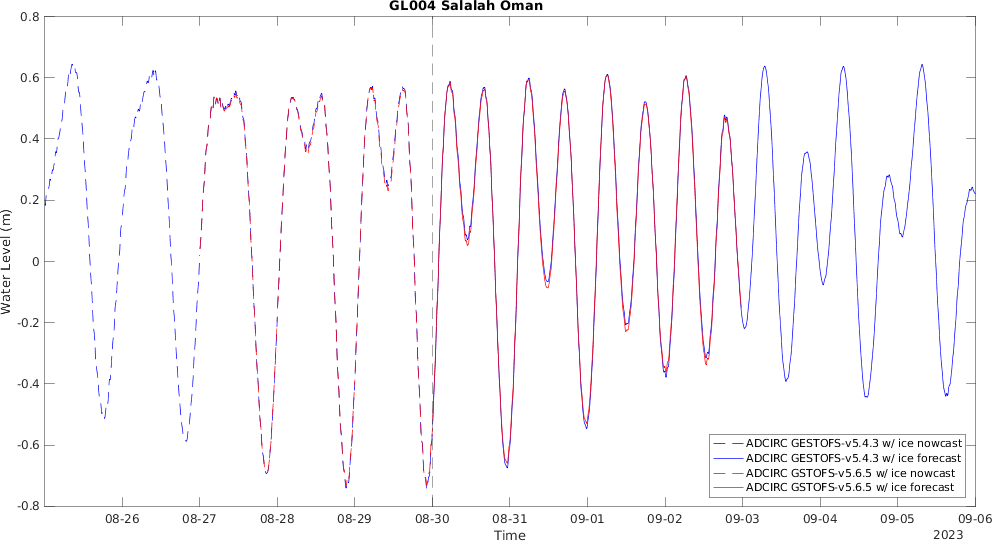 GL004 Salalah Oman
0.8
0.6
0.4
0.2
0
-0.2
-0.4
-0.6
-0.8
Water Level (m)
08-26 08-27 08-28 08-29 08-30 08-31 09-01 09-02 09-03 09-04 09-05 09-06
Time
2023
ADCIRC GESTOFS-v5.4.3 w/ ice nowcast
ADCIRC GESTOFS-v5.4.3 w/ ice forecast
ADCIRC GSTOFS-v5.6.5 w/ ice nowcast
ADCIRC GSTOFS-v5.6.5 w/ ice forecast